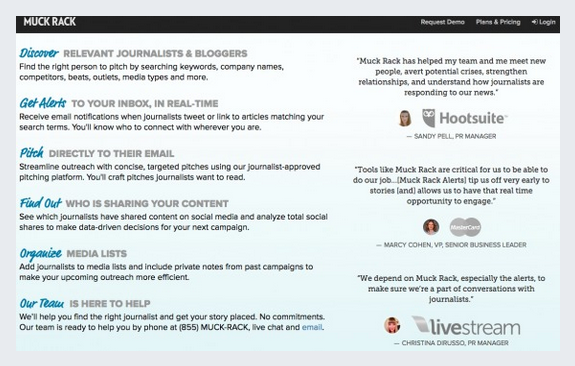 MUCK RACK
Request Demo Plans & Pricing Login
Discover RELEVANT JOURNALISTS & BLOGGERS
Find the right person to pitch by searching keywords, company names,
competitors, beats, outlets, media types and more.
Get Alerts TO YOUR INBOX, IN REAL-TIME
Receive email notifications when journalists tweet or link to articles matching your
search terms. You'll know who to connect with wherever you are.
Pitch DIRECTLY TO THEIR EMAIL
Streamline outreach with concise, targeted pitches using our journalist-approved
pitching platform. You'll craft pitches journalists want to read.
Find Out WHO IS SHARING YOUR CONTENT
See which journalists have shared content on social media and analyze total social
shares to make data-driven decisions for your next campaign.
Organize MEDIA LISTS
Add journalists to media lists and include private notes from past campaigns to
make your upcoming outreach more efficient.
Our Team IS HERE TO HELP
We'll help you find the right journalist and get your story placed. No commitments.
Our team is ready to help you by phone at (855) MUCK-RACK, live chat and email.
"Muck Rack has helped my team and me meet new
people, avert potential crises, strengthen
relationships, and understand how journalists are
responding to our news."
Hootsuite™
— SANDY PELL, PR MANAGER
"Tools like Muck Rack are critical for us to be able to
do our job...[Muck Rack Alerts] tip us off very early to
stories [and] allows us to have that real time
opportunity to engage."
MasterCard
— MARCY COHEN, VP, SENIOR BUSINESS LEADER
"We depend on Muck Rack, especially the alerts, to
make sure we're a part of conversations with
journalists."
livestream
— CHRISTINA DIRUSSO, PR MANAGER